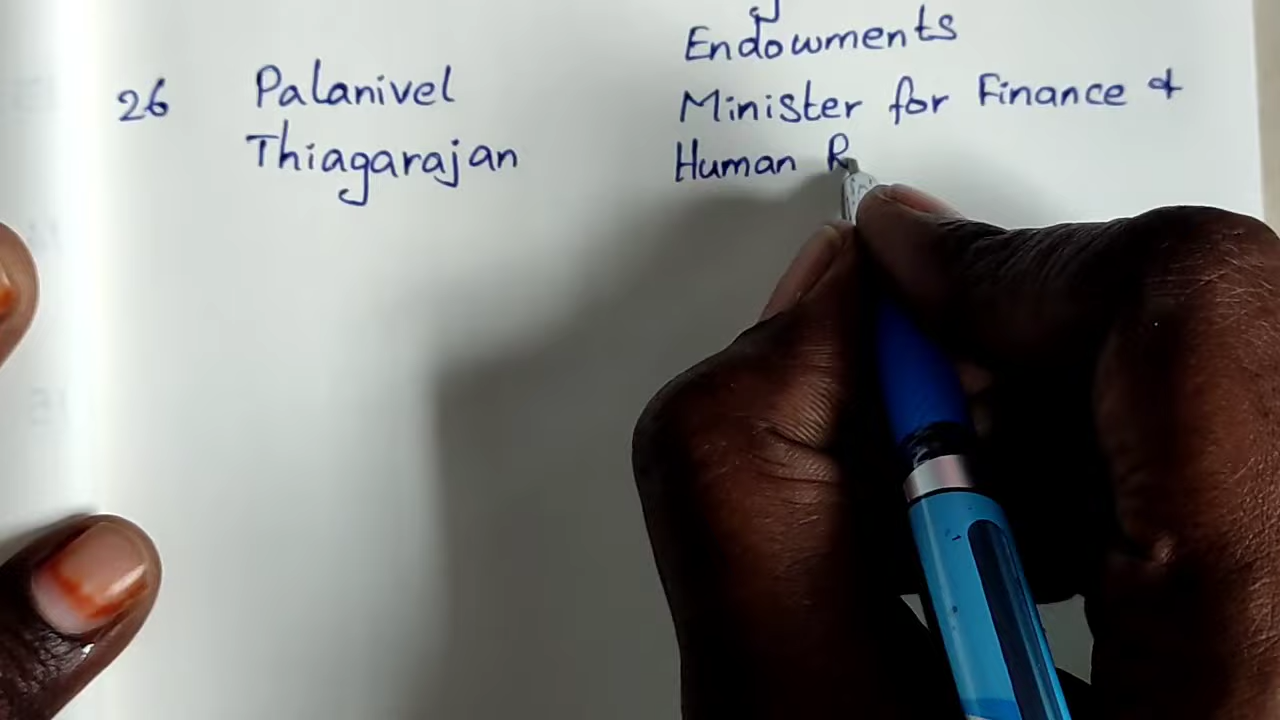 Endowments
26 Palanivel Minister for Finance &
Thiagarajan Human R